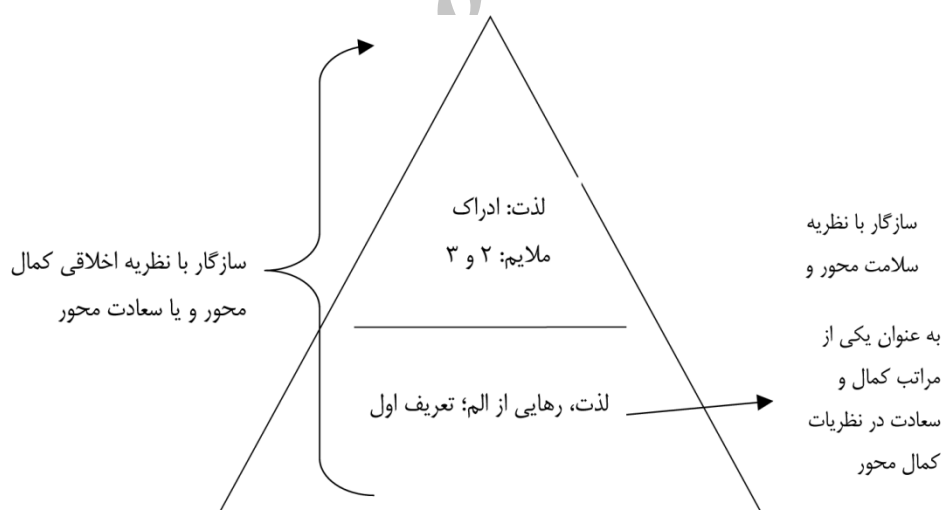 لذت: ادراک
ملایم: ۲ و ۳
سازگار با نظریه اخلاقی کمال
محور و یا سعادت محور
لذت، رهایی از الم؛ تعریف اول
سازگار با نظریه
سلامت محور و
به عنوان یکی از
مراتب کمال و
سعادت در نظریات
کمال محور